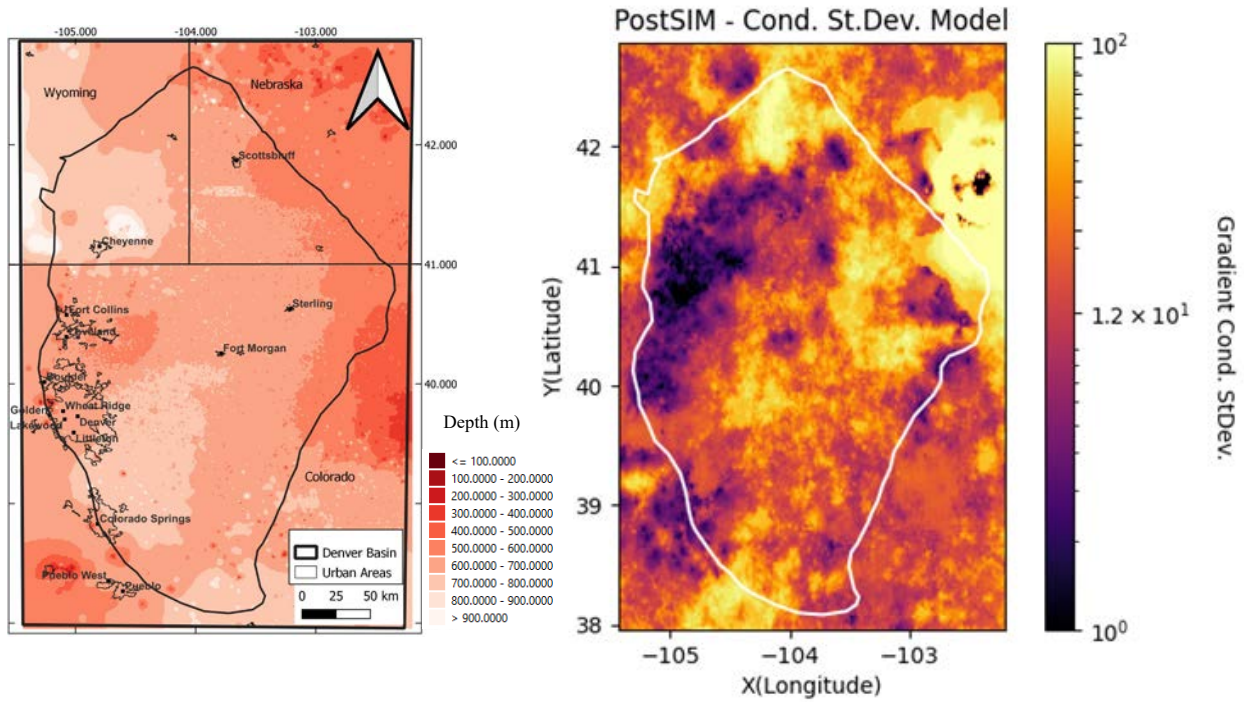 -105.000 -104.000 -103.000
Wyoming
Nebraska
42.000
Scottsbluff
Cheyenne
41.000
Fort Collins
Loveland
Sterling
Fort Morgan
Boulder
40.000
Golden
Wheat Ridge
Lakewood
Denver
Littleton
Colorado
Colorado Springs
Pueblo West
Pueblo
Denver Basin
Urban Areas
0 25 50 km
Depth (m)
<= 100.0000
100.0000 - 200.0000
200.0000 - 300.0000
300.0000 - 400.0000
400.0000 - 500.0000
500.0000 - 600.0000
600.0000 - 700.0000
700.0000 - 800.0000
800.0000 - 900.0000
> 900.0000
PostSIM - Cond. St.Dev. Model
42
41
40
39
38
Y(Latitude)
−105 −104 −103
X(Longitude)
10²
1.2 × 10¹
10⁰
Gradient Cond. StDev.